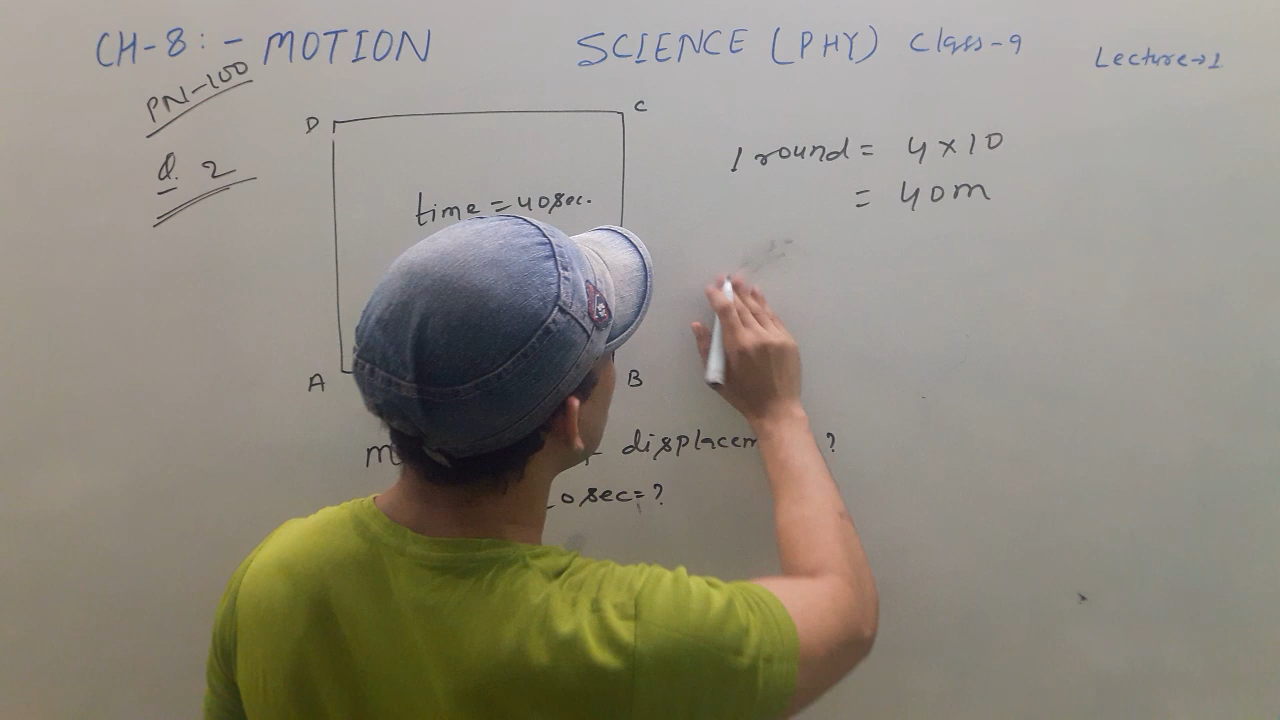 CH-8:- MOTION SCIENCE (PHY) Class-9 Lecture→1
PN-100
Q. 2
D C
time = 40sec.
A B
displacem ?
0 sec=?
1 round = 4×10
= 40m